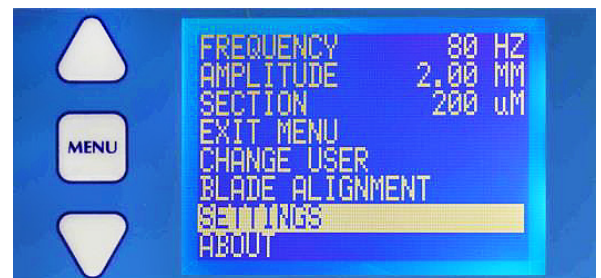 MENU
FREQUENCY 80 HZ
AMPLITUDE 2.00 MM
SECTION 200 uM
EXIT MENU
CHANGE USER
BLADE ALIGNMENT
SETTINGS
ABOUT